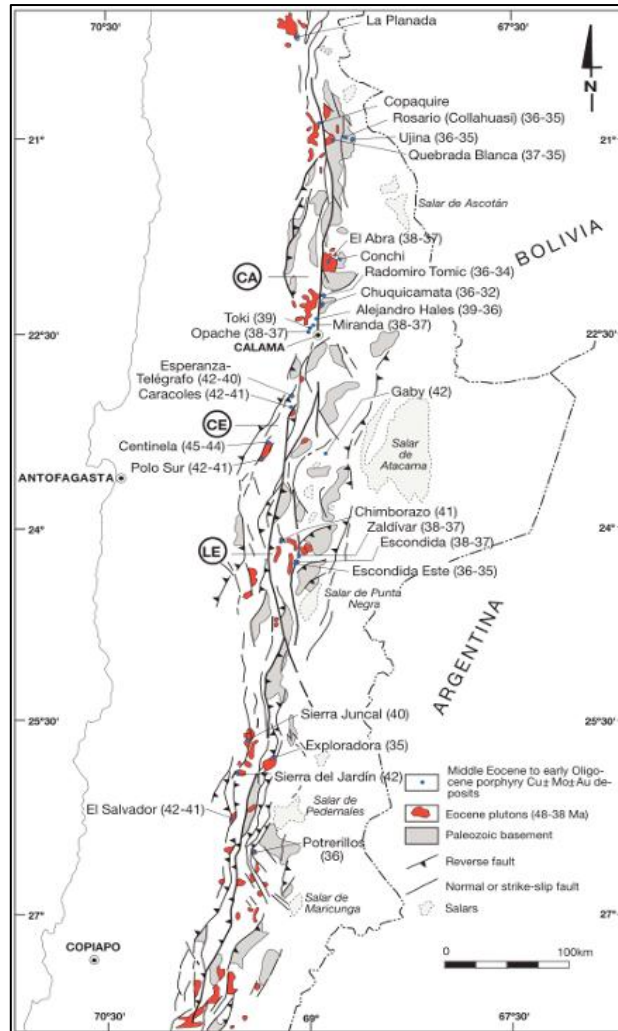 70°30' 67°30'
La Planada
N
Copaquire
Rosario (Collahuasi) (36-35)
21°
Ujina (36-35)
21°
Quebrada Blanca (37-35)
Salar de Ascotán
BOLIVIA
El Abra (38-37)
CA
Conchi
Radomiro Tomic (36-34)
Chuquicamata (36-32)
Toki (39)
Alejandro Hales (39-36)
22°30'
Opache (38-37)
Miranda (38-37)
22°30'
CALAMA
Esperanza-
Telégrafo (42-40)
Gaby (42)
Caracoles (42-41)
CE
Centinela (45-44)
Salar
de
Atacama
Polo Sur (42-41)
ANTOFAGASTA
Chimborazo (41)
24°
Zaldívar (38-37)
24°
LE
Escondida (38-37)
Escondida Este (36-35)
Salar de Punta
Negra
ARGENTINA
Sierra Juncal (40)
25°30'
25°30'
Exploradora (35)
Sierra del Jardín (42)
El Salvador (42-41)
Salar de
Pedernales
Potrerillos
(36)
Salar de
Maricunga
27°
27°
COPIAPO
Middle Eocene to early Oligo-
cene porphyry Cu± Mo±Au de-
posits
Eocene plutons (48-38 Ma)
Paleozoic basement
Reverse fault
Normal or strike-slip fault
Salars
0 100km
70°30' 69° 67°30'